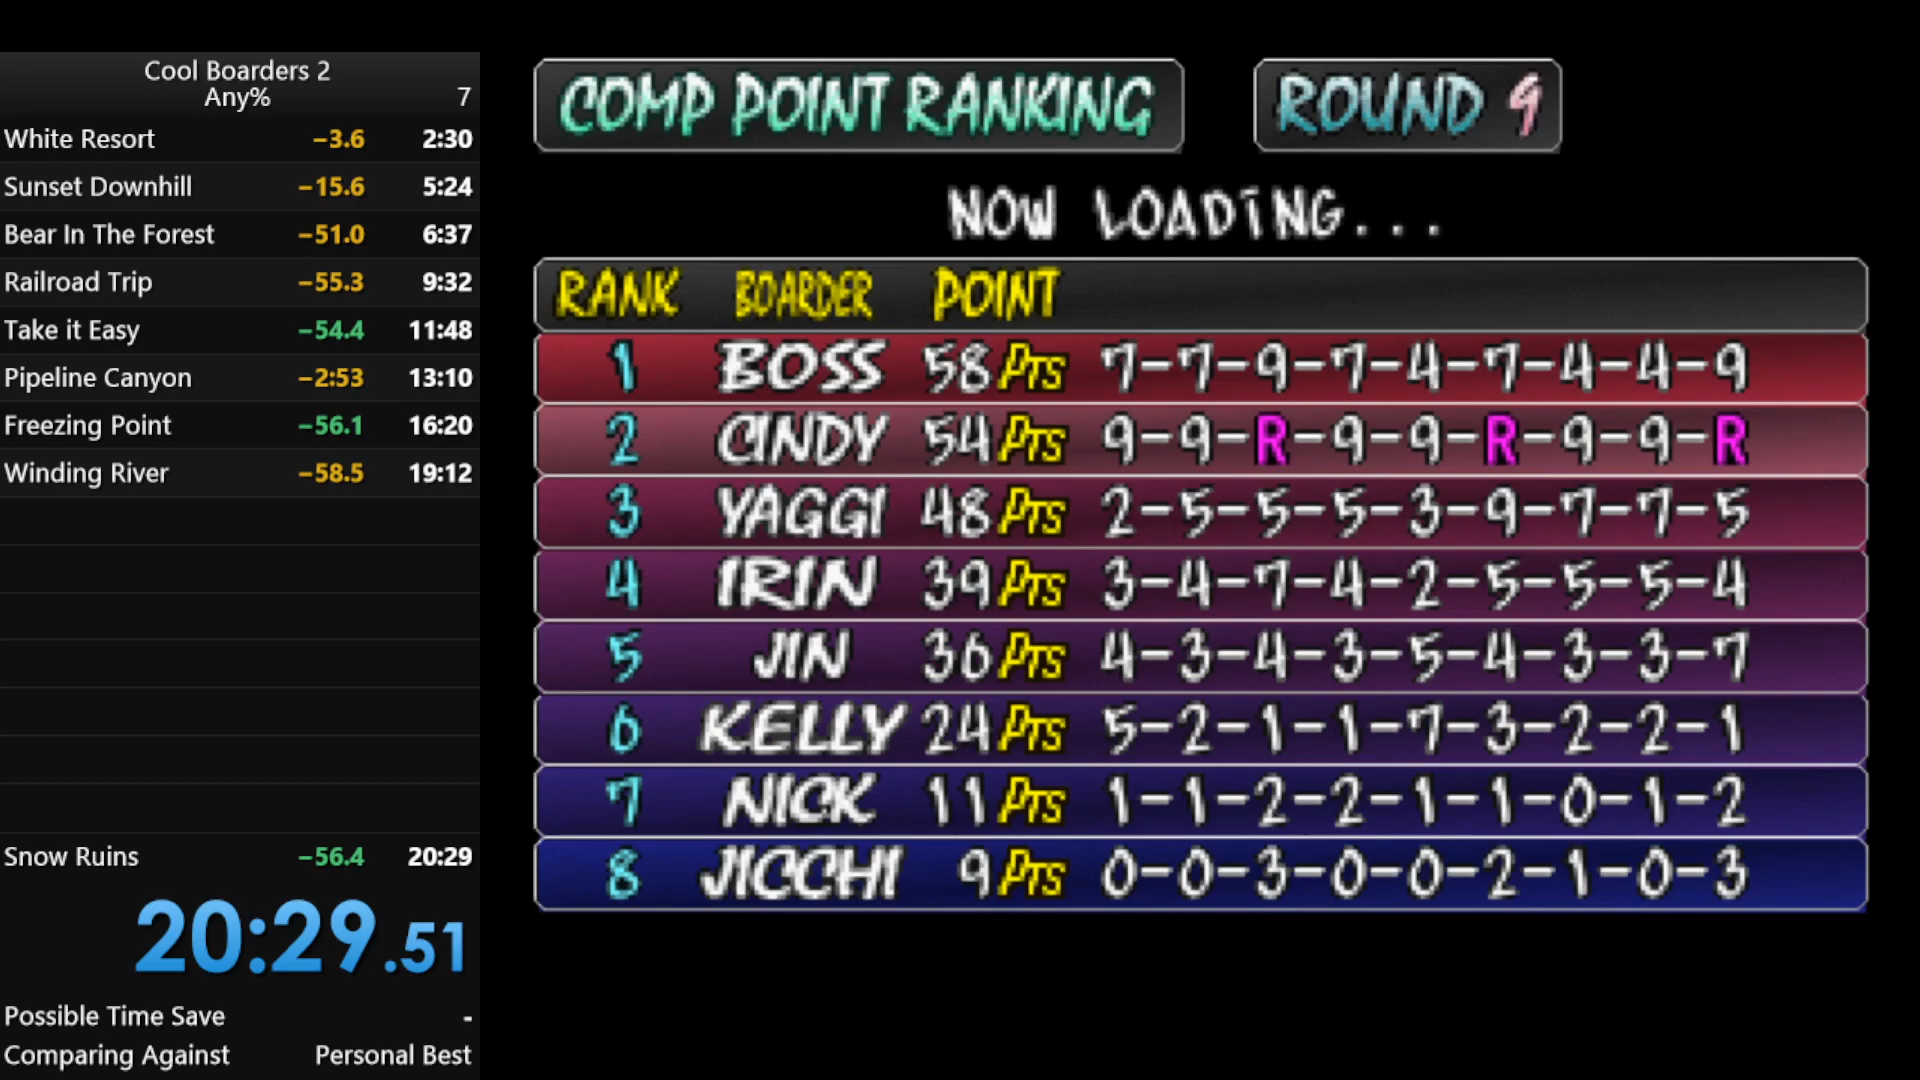 Cool Boarders 2
Any% 7
White Resort −3.6 2:30
Sunset Downhill −15.6 5:24
Bear In The Forest −51.0 6:37
Railroad Trip −55.3 9:32
Take it Easy −54.4 11:48
Pipeline Canyon −2:53 13:10
Freezing Point −56.1 16:20
Winding River −58.5 19:12
Snow Ruins −56.4 20:29
20:29.51
Possible Time Save -
Comparing Against Personal Best
COMP POINT RANKING
ROUND 9
NOW LOADING...
RANK BOARDER POINT
1 BOSS 58 PTS 7-7-9-7-4-7-4-4-9
2 CINDY 54 PTS 9-9-R-9-9-R-9-9-R
3 YAGGI 48 PTS 2-5-5-5-3-9-7-7-5
4 IRIN 39 PTS 3-4-7-4-2-5-5-5-4
5 JIN 36 PTS 4-3-4-3-5-4-3-3-7
6 KELLY 24 PTS 5-2-1-1-7-3-2-2-1
7 NICK 11 PTS 1-1-2-2-1-1-0-1-2
8 JICCHI 9 PTS 0-0-3-0-0-2-1-0-3